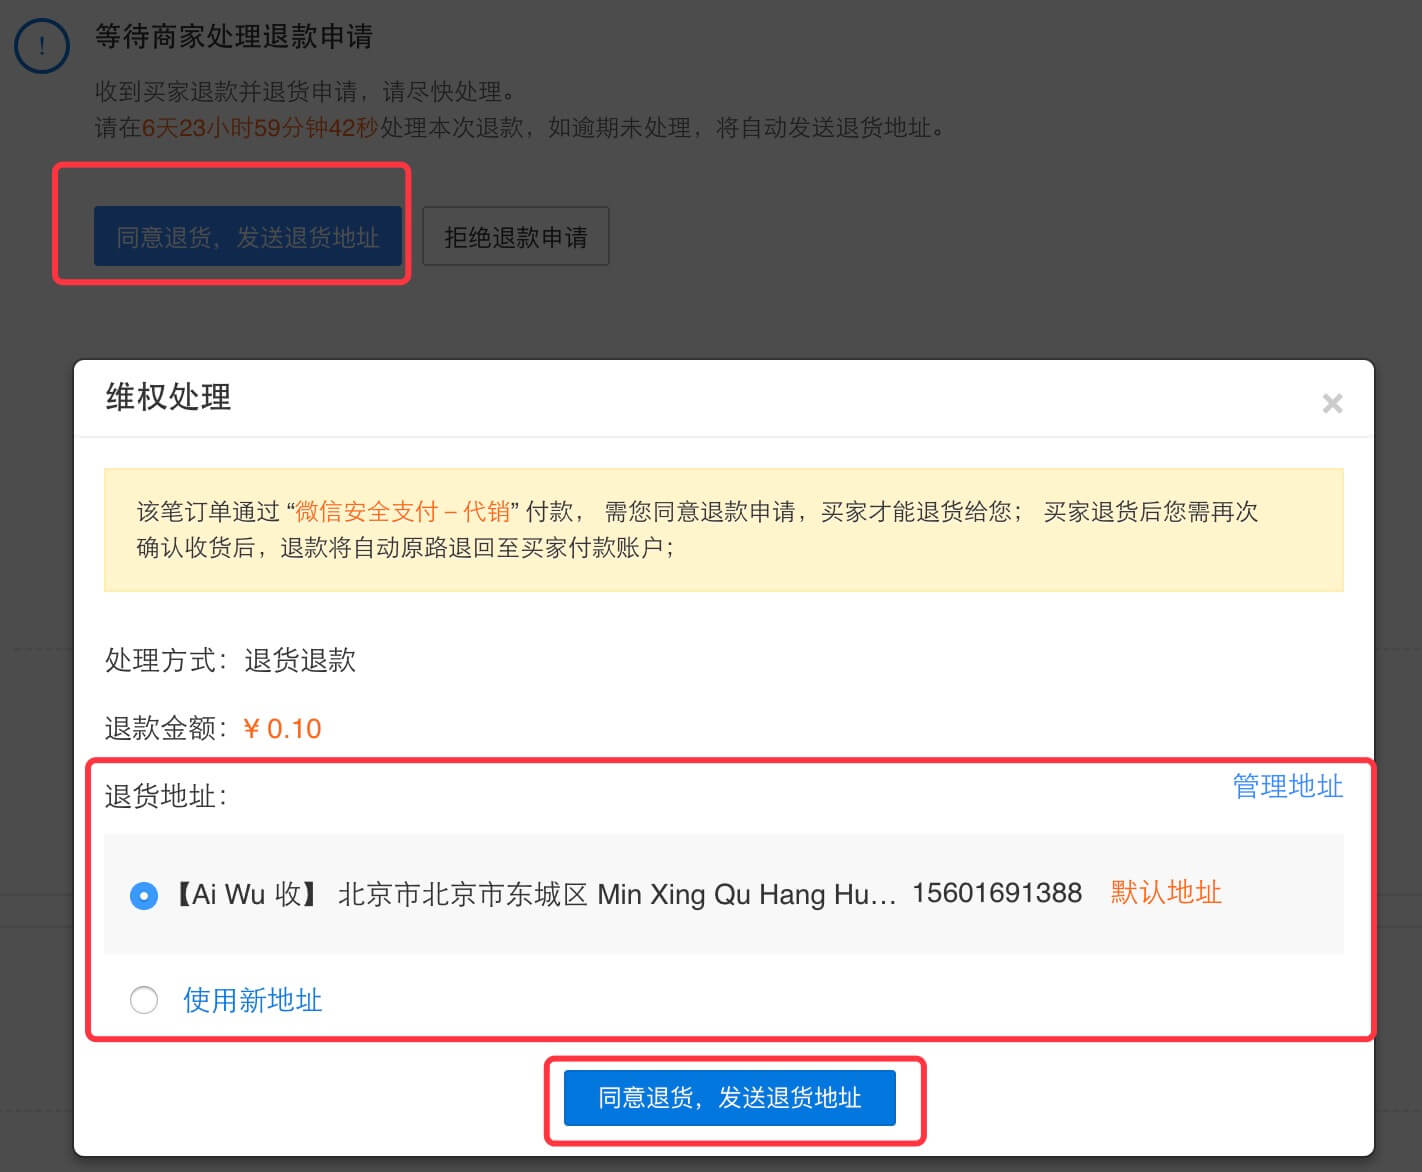 !
等待商家处理退款申请
收到买家退款并退货申请，请尽快处理。
请在6天23小时59分钟42秒处理本次退款，如逾期未处理，将自动发送退货地址。
同意退货，发送退货地址 拒绝退款申请
维权处理 ×
该笔订单通过 “微信安全支付 – 代销” 付款， 需您同意退款申请，买家才能退货给您； 买家退货后您需再次
确认收货后，退款将自动原路退回至买家付款账户；
处理方式：退货退款
退款金额：¥ 0.10
退货地址： 管理地址
【Ai Wu 收】 北京市北京市东城区 Min Xing Qu Hang Hu... 15601691388 默认地址
使用新地址
同意退货，发送退货地址